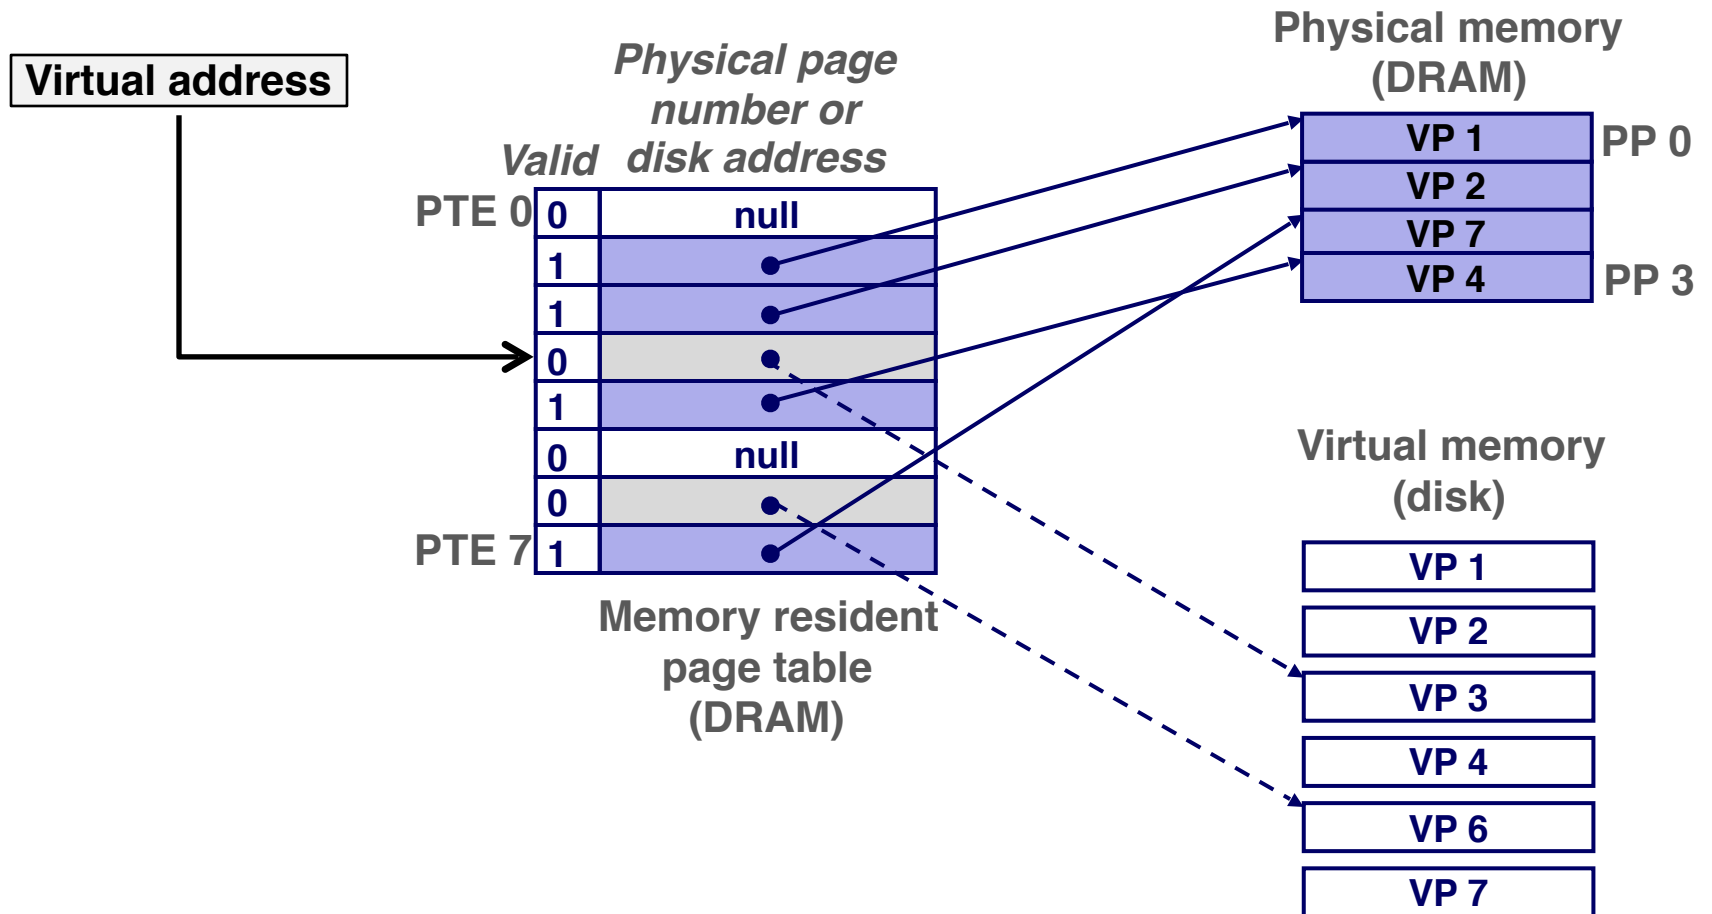 Virtual address
Physical page
number or
disk address
Valid
PTE 0
0
null
1
1
0
1
0
null
0
PTE 7
1
Memory resident
page table
(DRAM)
Physical memory
(DRAM)
VP 1
PP 0
VP 2
VP 7
VP 4
PP 3
Virtual memory
(disk)
VP 1
VP 2
VP 3
VP 4
VP 6
VP 7